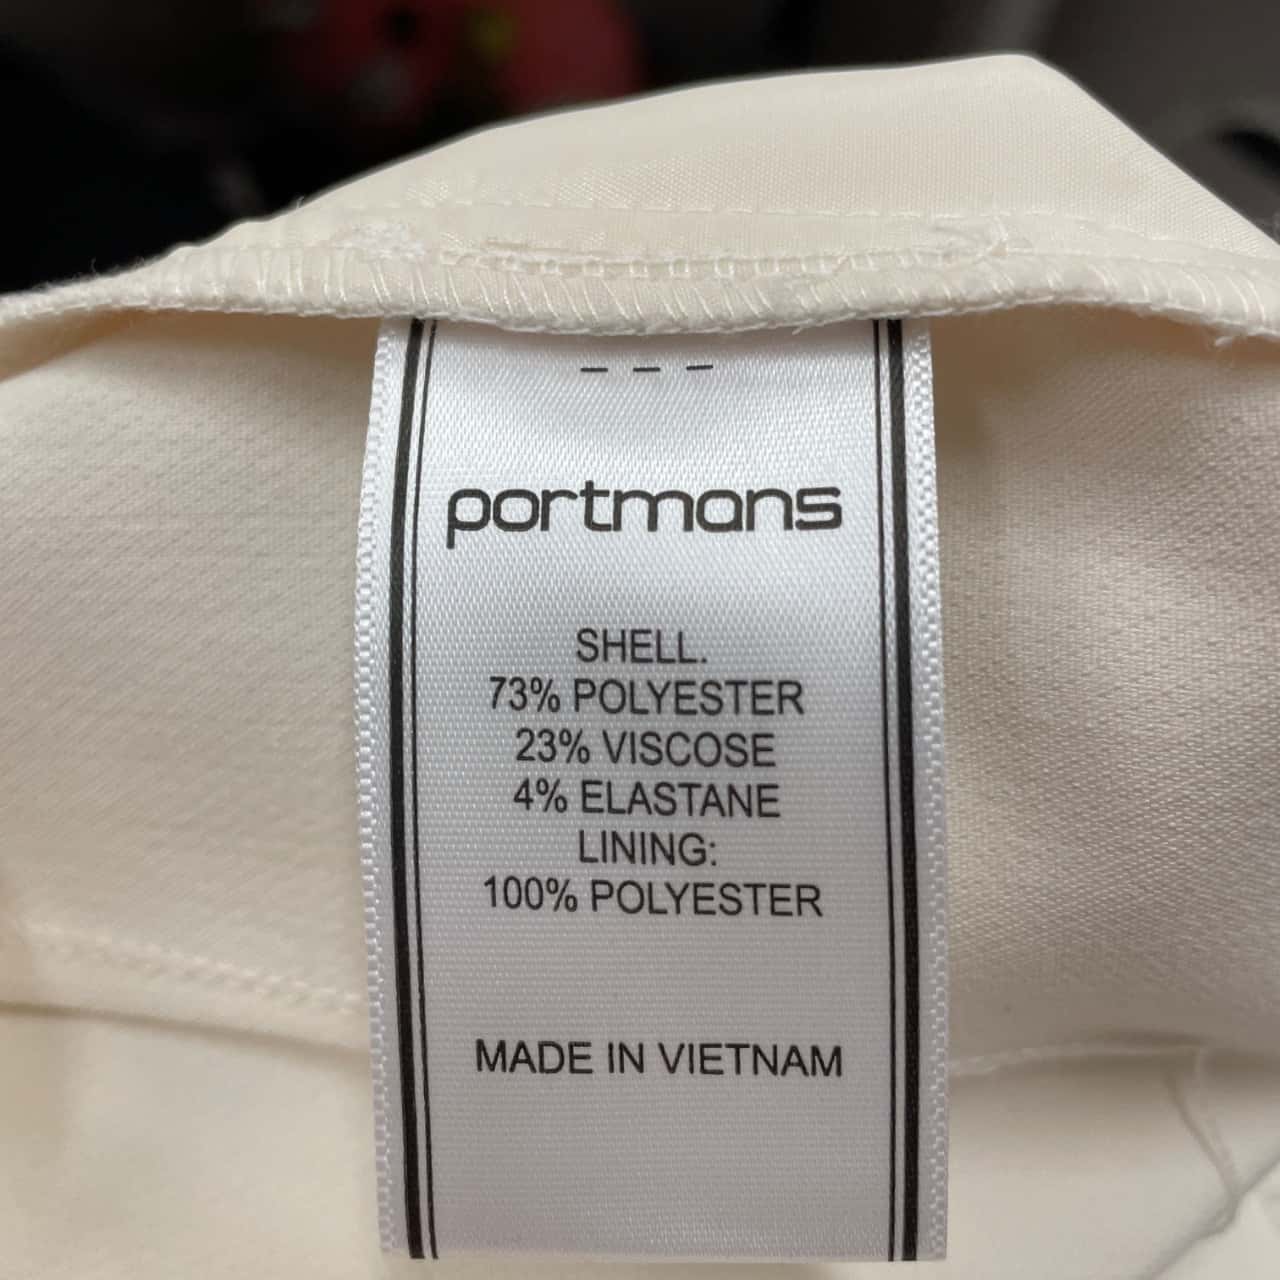 portmans
SHELL.
73% POLYESTER
23% VISCOSE
4% ELASTANE
LINING:
100% POLYESTER
MADE IN VIETNAM